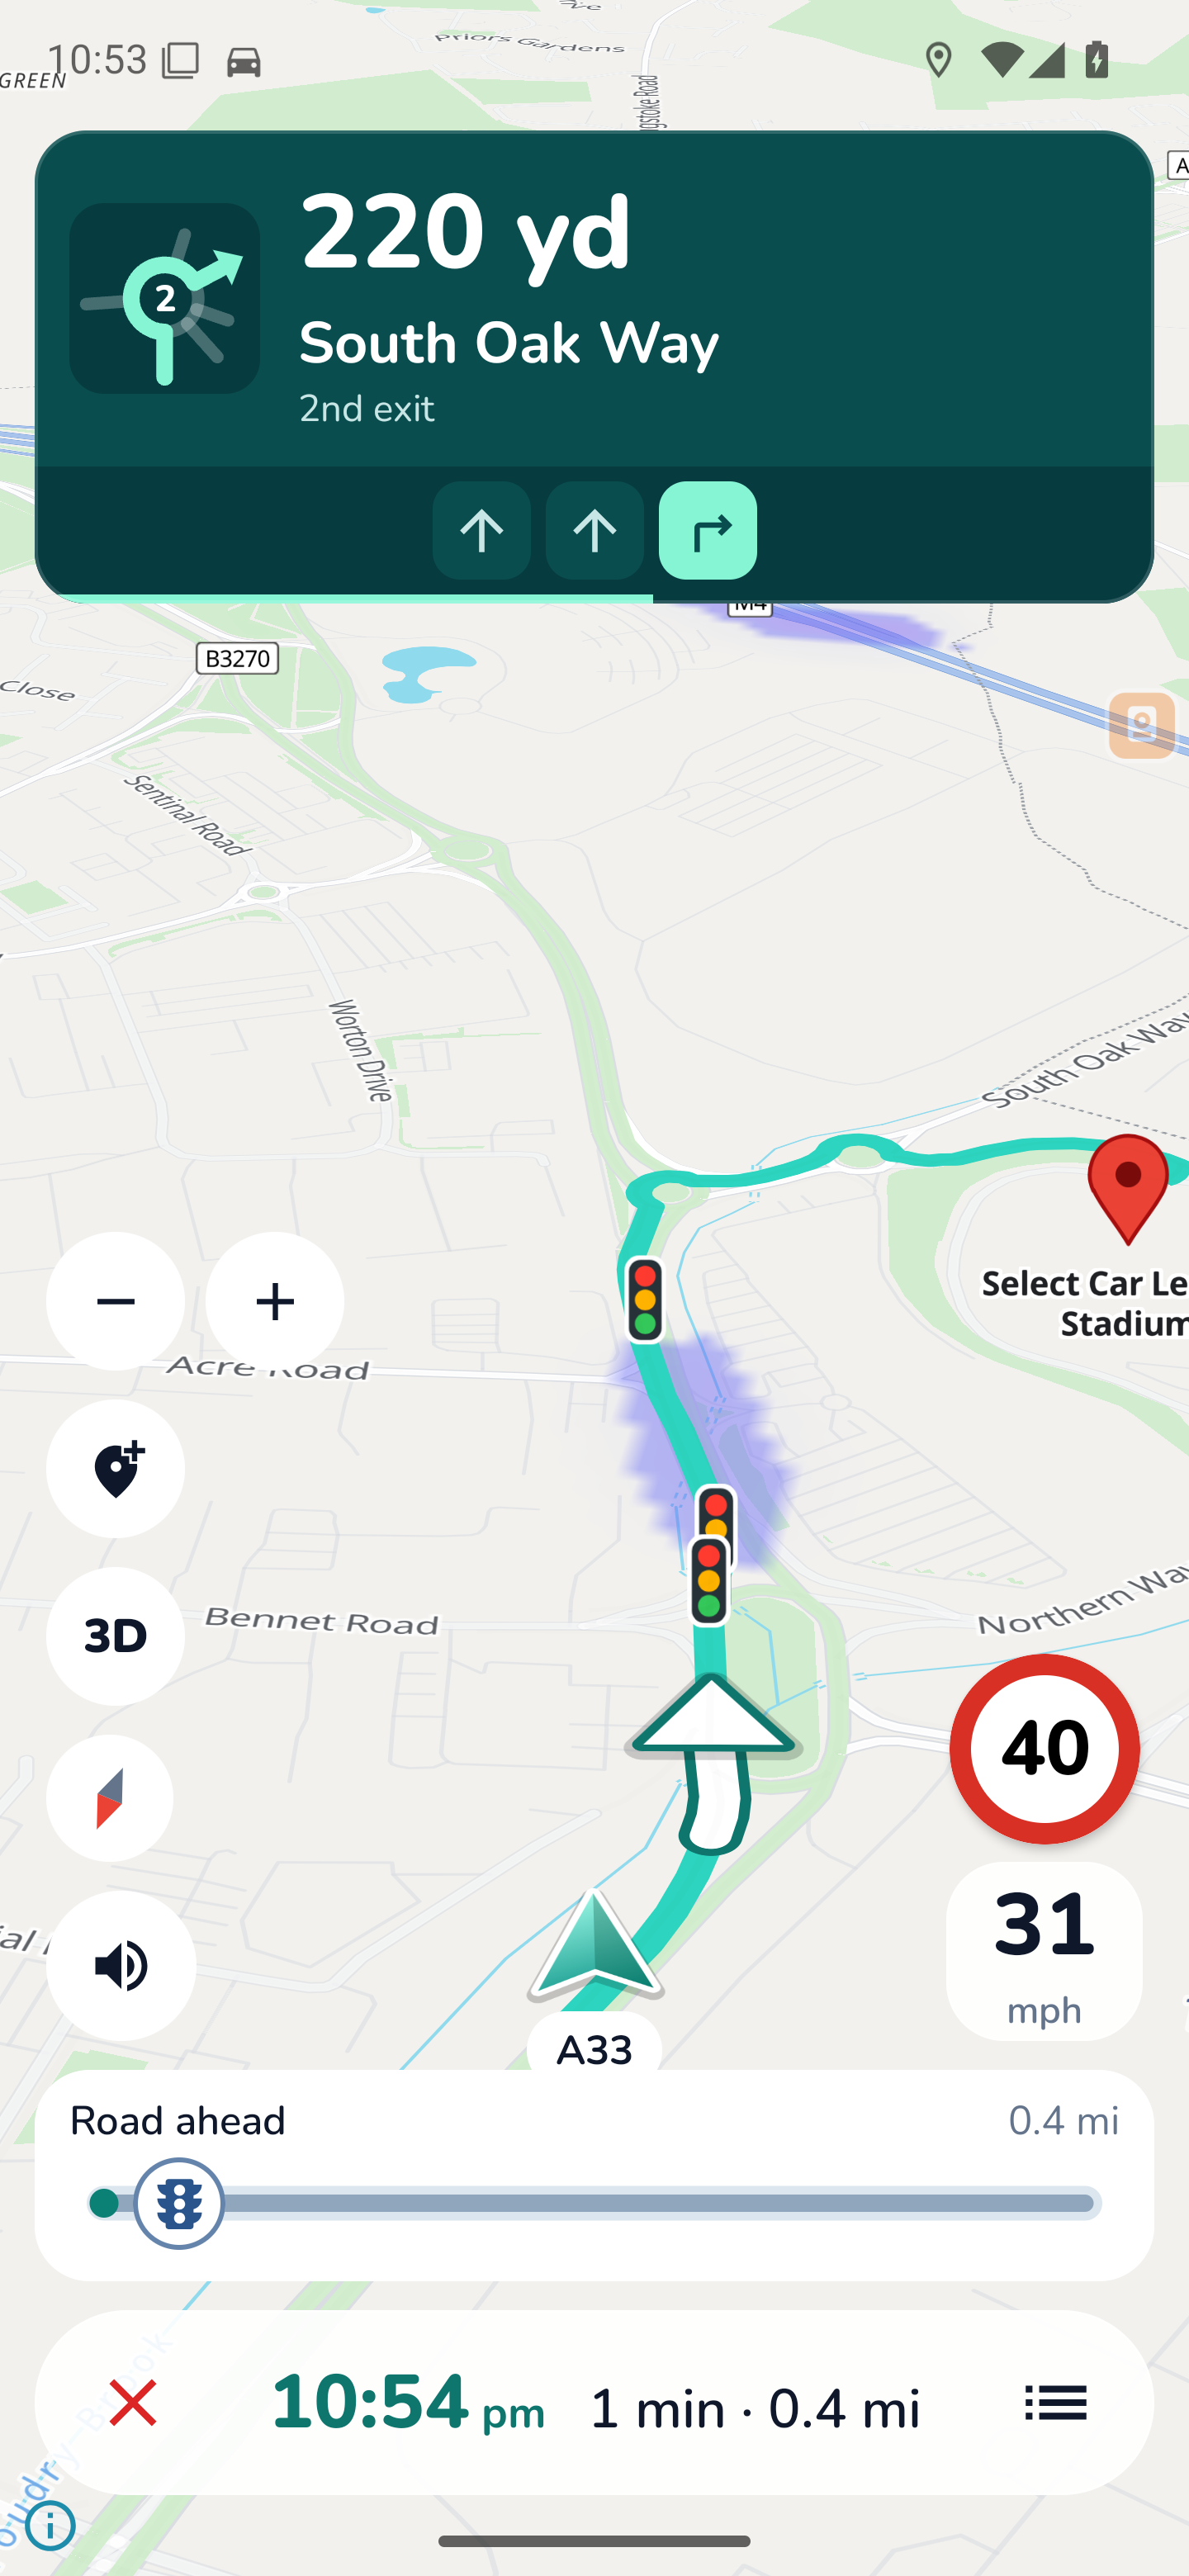 Priors Gardens
10:53
GREEN
220 yd
2
South Oak Way
2nd exit
M4
B3270
Close
Sentinal Road
Worton Drive
South Oak Way
Select Car Le
Stadium
Acre Road
Bennet Road
3D
Northern Way
40
31
mph
A33
Road ahead
0.4 mi
10:54 pm
1 min · 0.4 mi